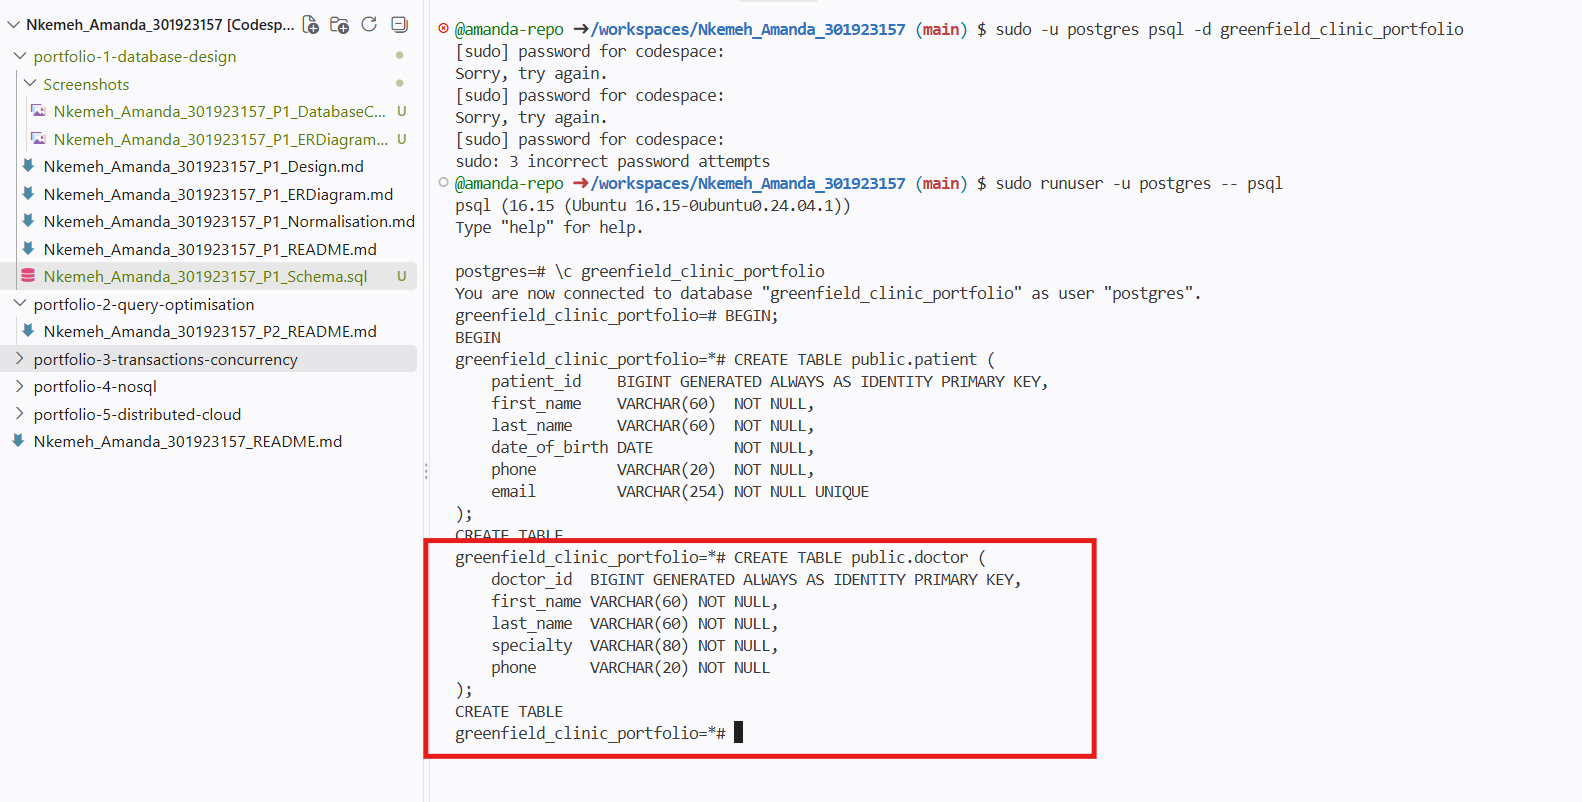 Nkemeh_Amanda_301923157 [Codesp...
portfolio-1-database-design
Screenshots
Nkemeh_Amanda_301923157_P1_DatabaseC... U
Nkemeh_Amanda_301923157_P1_ERDiagram... U
Nkemeh_Amanda_301923157_P1_Design.md
Nkemeh_Amanda_301923157_P1_ERDiagram.md
Nkemeh_Amanda_301923157_P1_Normalisation.md
Nkemeh_Amanda_301923157_P1_README.md
Nkemeh_Amanda_301923157_P1_Schema.sql U
portfolio-2-query-optimisation
Nkemeh_Amanda_301923157_P2_README.md
portfolio-3-transactions-concurrency
portfolio-4-nosql
portfolio-5-distributed-cloud
Nkemeh_Amanda_301923157_README.md
@amanda-repo ➜/workspaces/Nkemeh_Amanda_301923157 (main) $ sudo -u postgres psql -d greenfield_clinic_portfolio
[sudo] password for codespace:
Sorry, try again.
[sudo] password for codespace:
Sorry, try again.
[sudo] password for codespace:
sudo: 3 incorrect password attempts
@amanda-repo ➜/workspaces/Nkemeh_Amanda_301923157 (main) $ sudo runuser -u postgres -- psql
psql (16.15 (Ubuntu 16.15-0ubuntu0.24.04.1))
Type "help" for help.
postgres=# \c greenfield_clinic_portfolio
You are now connected to database "greenfield_clinic_portfolio" as user "postgres".
greenfield_clinic_portfolio=# BEGIN;
BEGIN
greenfield_clinic_portfolio=*# CREATE TABLE public.patient (
patient_id BIGINT GENERATED ALWAYS AS IDENTITY PRIMARY KEY,
first_name VARCHAR(60) NOT NULL,
last_name VARCHAR(60) NOT NULL,
date_of_birth DATE NOT NULL,
phone VARCHAR(20) NOT NULL,
email VARCHAR(254) NOT NULL UNIQUE
);
CREATE TABLE
greenfield_clinic_portfolio=*# CREATE TABLE public.doctor (
doctor_id BIGINT GENERATED ALWAYS AS IDENTITY PRIMARY KEY,
first_name VARCHAR(60) NOT NULL,
last_name VARCHAR(60) NOT NULL,
specialty VARCHAR(80) NOT NULL,
phone VARCHAR(20) NOT NULL
);
CREATE TABLE
greenfield_clinic_portfolio=*#